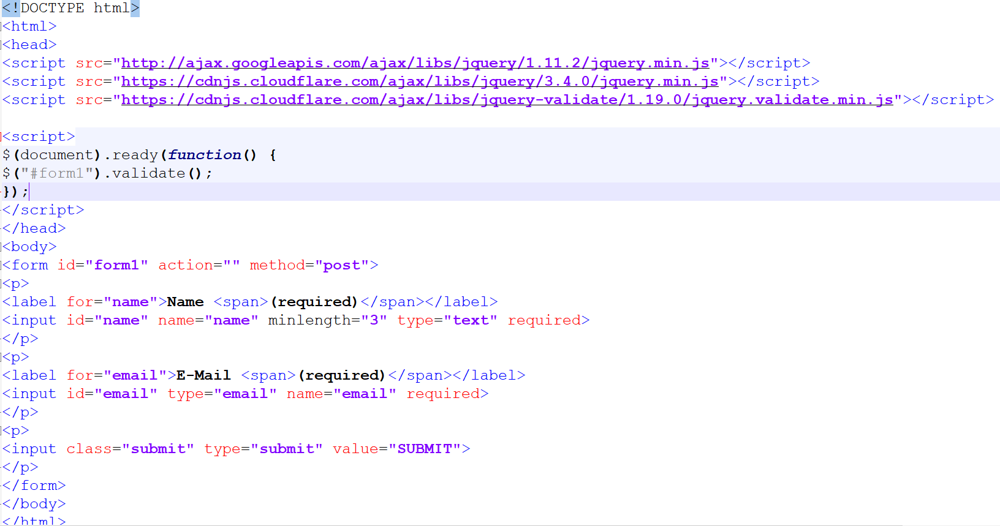 <!DOCTYPE html>
<html>
<head>
<script src="http://ajax.googleapis.com/ajax/libs/jquery/1.11.2/jquery.min.js"></script>
<script src="https://cdnjs.cloudflare.com/ajax/libs/jquery/3.4.0/jquery.min.js"></script>
<script src="https://cdnjs.cloudflare.com/ajax/libs/jquery-validate/1.19.0/jquery.validate.min.js"></script>
<script>
$(document).ready(function() {
$("#form1").validate();
});
</script>
</head>
<body>
<form id="form1" action="" method="post">
<p>
<label for="name">Name <span>(required)</span></label>
<input id="name" name="name" minlength="3" type="text" required>
</p>
<p>
<label for="email">E-Mail <span>(required)</span></label>
<input id="email" type="email" name="email" required>
</p>
<p>
<input class="submit" type="submit" value="SUBMIT">
</p>
</form>
</body>
</html>